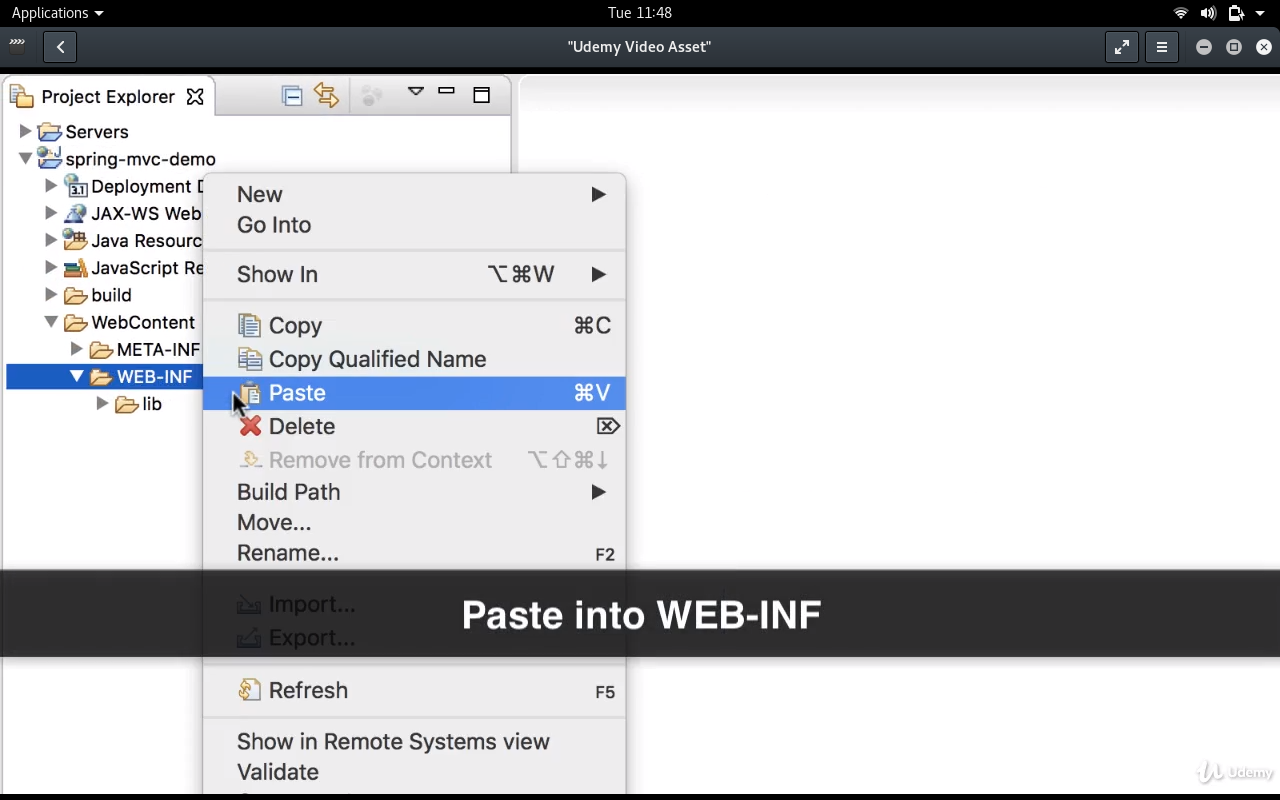 Applications
Tue 11:48
"Udemy Video Asset"
Project Explorer
Servers
spring-mvc-demo
3.1 Deployment D
JAX-WS Web
Java Resourc
JavaScript Re
build
WebContent
META-INF
WEB-INF
lib
New
Go Into
Show In ⌥⌘W
Copy ⌘C
Copy Qualified Name
Paste ⌘V
Delete ⌦
Remove from Context ⌥⇧⌘↓
Build Path
Move...
Rename... F2
Import...
Export...
Paste into WEB-INF
Refresh F5
Show in Remote Systems view
Validate
Udemy